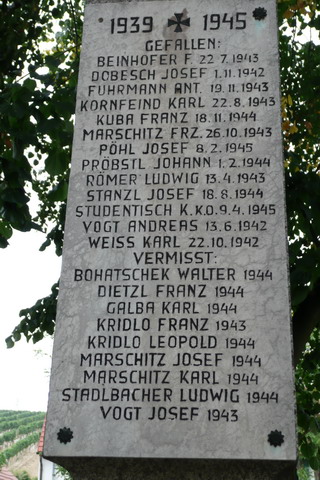 1939 1945
GEFALLEN:
BEINHOFER F. 22.7.1943
DOBESCH JOSEF 1.11.1942
FUHRMANN ANT. 19.11.1943
KORNFEIND KARL 22.8.1943
KUBA FRANZ 18.11.1944
MARSCHITZ FRZ. 26.10.1943
PÖHL JOSEF 8.2.1945
PRÖBSTL JOHANN 1.2.1944
RÖMER LUDWIG 13.4.1943
STANZL JOSEF 18.8.1944
STUDENTISCH K.K.O. 9.4.1945
VOGT ANDREAS 13.6.1942
WEISS KARL 22.10.1942
VERMISST:
BOHATSCHEK WALTER 1944
DIETZL FRANZ 1944
GALBA KARL 1944
KRIDLO FRANZ 1943
KRIDLO LEOPOLD 1944
MARSCHITZ JOSEF 1944
MARSCHITZ KARL 1944
STADLBACHER LUDWIG 1944
VOGT JOSEF 1943